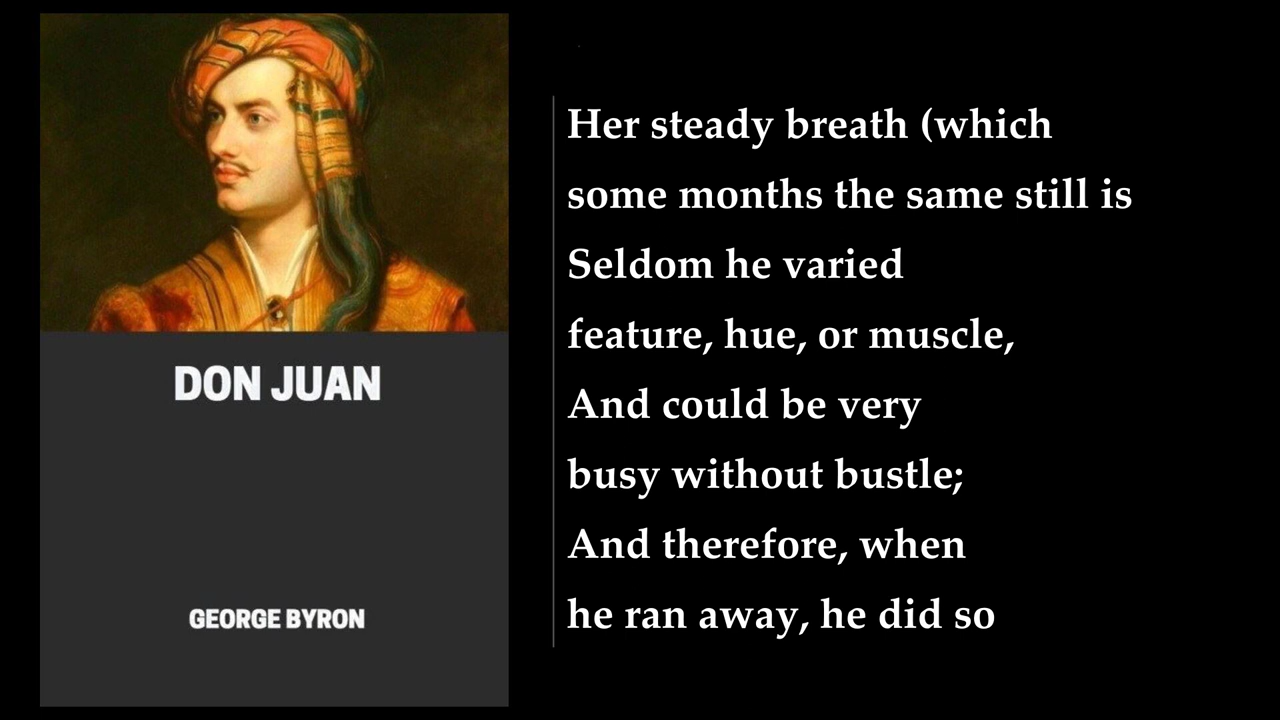 DON JUAN
GEORGE BYRON
Her steady breath (which
some months the same still is
Seldom he varied
feature, hue, or muscle,
And could be very
busy without bustle;
And therefore, when
he ran away, he did so